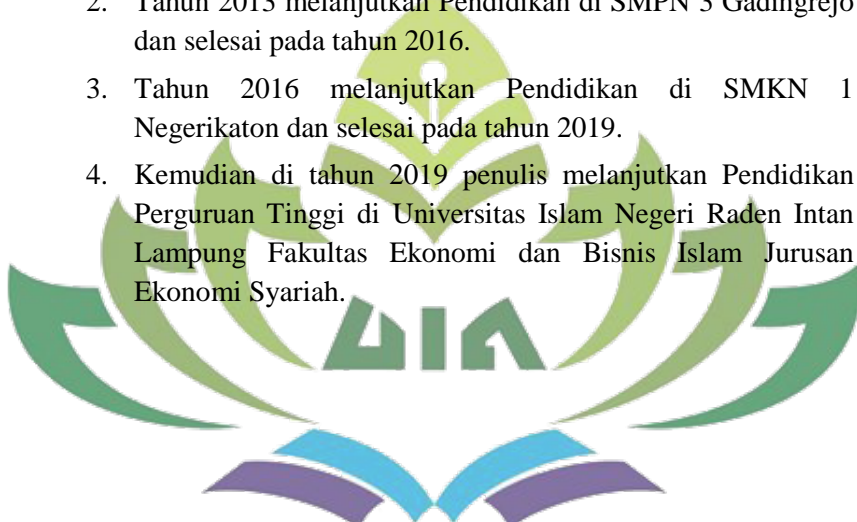 2. Tahun 2013 melanjutkan Pendidikan di SMPN 3 Gadingrejo
dan selesai pada tahun 2016.
3. Tahun 2016 melanjutkan Pendidikan di SMKN 1
Negerikaton dan selesai pada tahun 2019.
4. Kemudian di tahun 2019 penulis melanjutkan Pendidikan
Perguruan Tinggi di Universitas Islam Negeri Raden Intan
Lampung Fakultas Ekonomi dan Bisnis Islam Jurusan
Ekonomi Syariah.
UIN